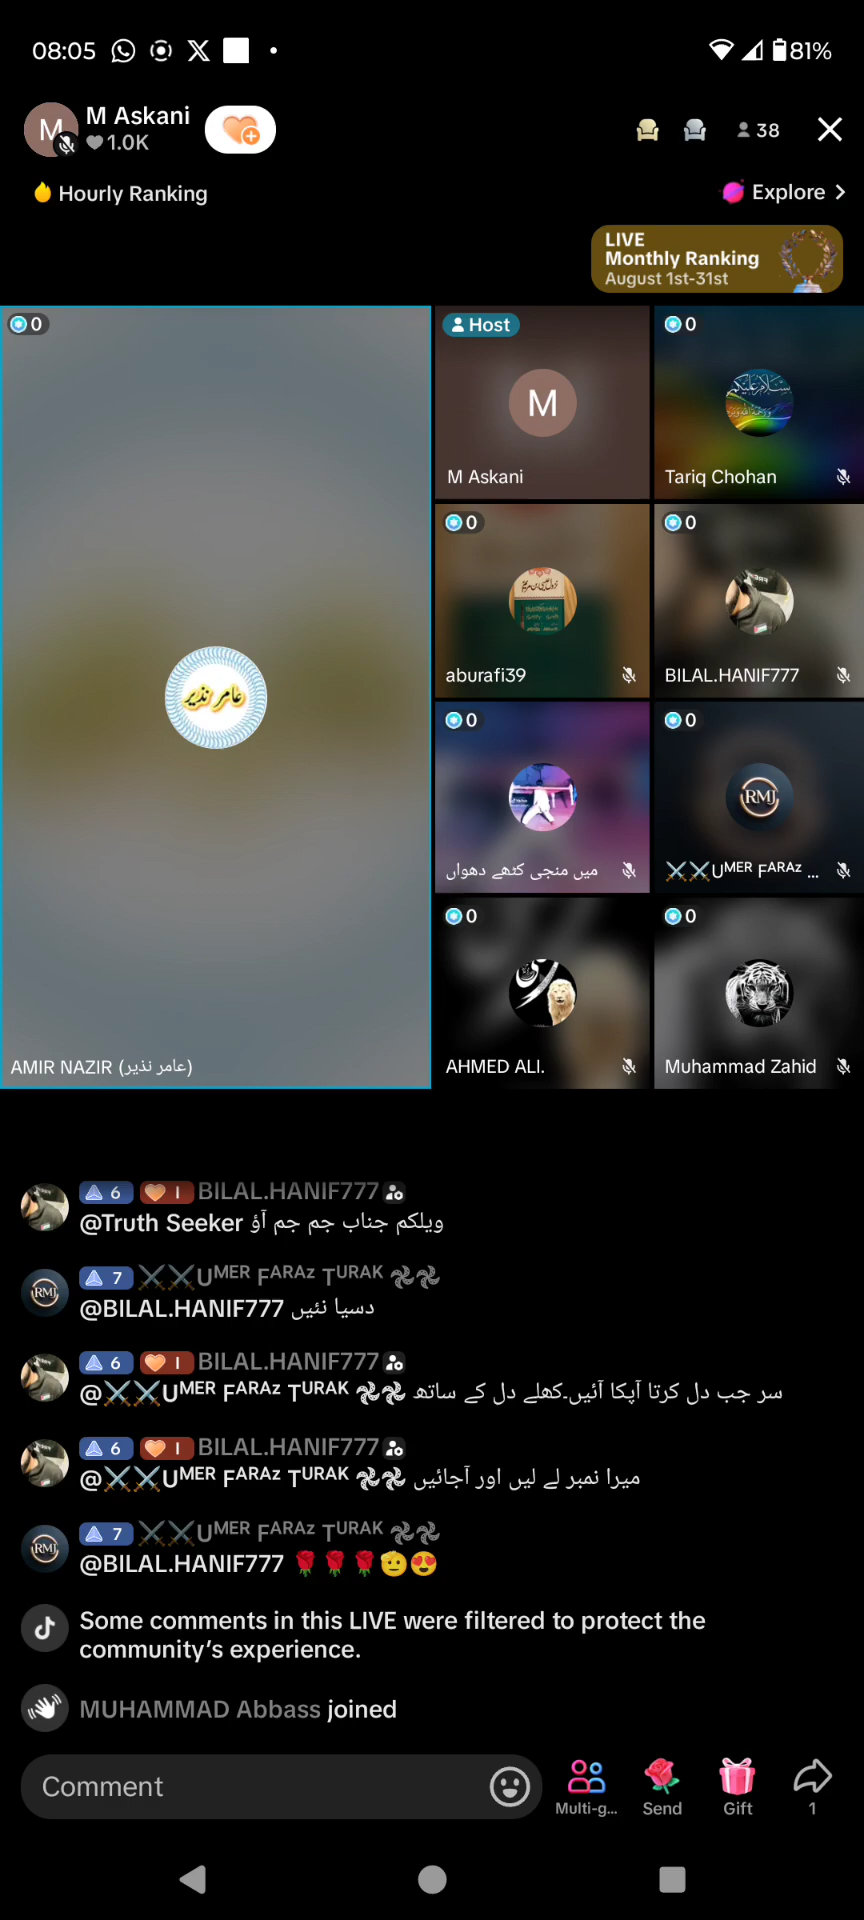 08:05
81%
M Askani
1.0K
38
Hourly Ranking
Explore
LIVE
Monthly Ranking
August 1st-31st
0
عامر نذیر
AMIR NAZIR (عامر نذیر)
Host
M
M Askani
0
Tariq Chohan
0
aburafi39
0
BILAL.HANIF777
0
میں منجی کتھے دھواں
0
RMJ
⚔️⚔️Uᴹᴱᴿ Fᴬᴿᴬᶻ ...
0
AHMED ALI.
0
Muhammad Zahid
6 I BILAL.HANIF777
@Truth Seeker ویلکم جناب جم جم آؤ
7 ⚔️⚔️Uᴹᴱᴿ Fᴬᴿᴬᶻ Tᵁᴿᴬᴷ ࿋࿋
@BILAL.HANIF777 دسیا نئیں
6 I BILAL.HANIF777
@⚔️⚔️Uᴹᴱᴿ Fᴬᴿᴬᶻ Tᵁᴿᴬᴷ ࿋࿋ سر جب دل کرتا آپکا آئیں۔کھلے دل کے ساتھ
6 I BILAL.HANIF777
@⚔️⚔️Uᴹᴱᴿ Fᴬᴿᴬᶻ Tᵁᴿᴬᴷ ࿋࿋ میرا نمبر لے لیں اور آجائیں
7 ⚔️⚔️Uᴹᴱᴿ Fᴬᴿᴬᶻ Tᵁᴿᴬᴷ ࿋࿋
@BILAL.HANIF777 🌹🌹🌹🫡😍
Some comments in this LIVE were filtered to protect the
community's experience.
MUHAMMAD Abbass joined
Comment
Multi-g...
Send
Gift
1